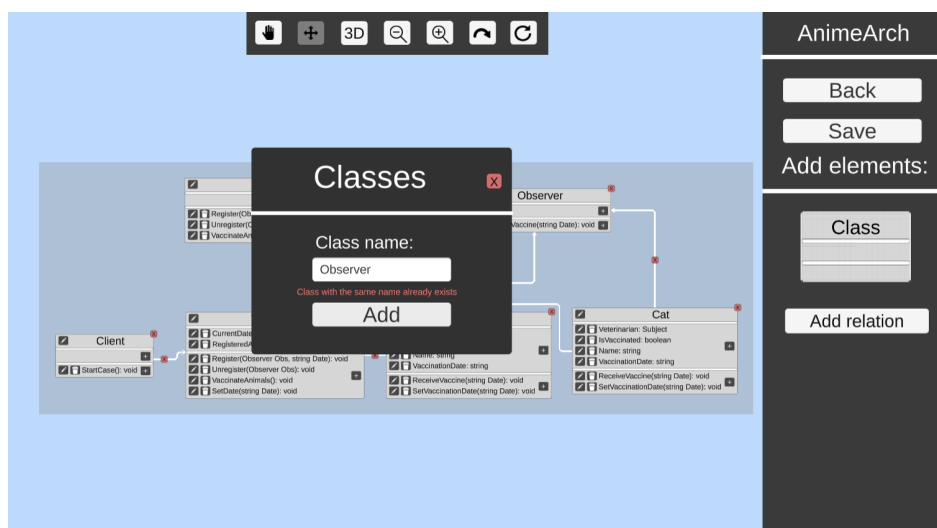 3D
AnimeArch
Back
Save
Add elements:
Class
Add relation
Classes
X
Class name:
Observer
Class with the same name already exists
Add
Register(Ob
Unregister(C
VaccinateAn
Observer
X
+
Vaccine(string Date): void +
X
Client
X
+
StartCase(): void +
X
CurrentDate
RegisteredA
Register(Observer Obs, string Date): void
Unregister(Observer Obs): void
VaccinateAnimals(): void +
SetDate(string Date): void
X
+
Name: string
VaccinationDate: string
ReceiveVaccine(string Date): void
SetVaccinationDate(string Date): void +
Cat
X
Veterinarian: Subject
IsVaccinated: boolean
Name: string +
VaccinationDate: string
ReceiveVaccine(string Date): void
SetVaccinationDate(string Date): void +